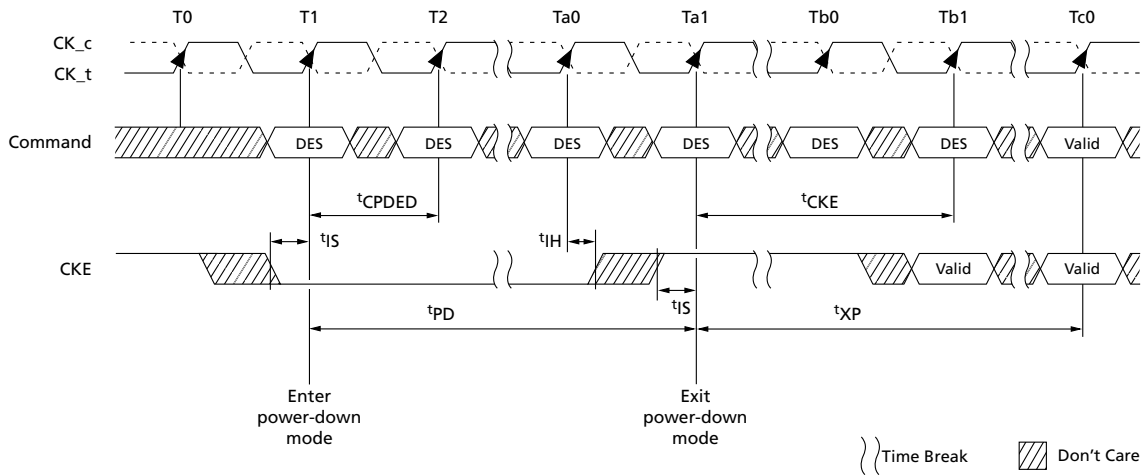 T0 T1 T2 Ta0 Ta1 Tb0 Tb1 Tc0
CK_c
CK_t
Command DES DES DES DES DES DES Valid
tCPDED tCKE
tIS tIH
CKE Valid Valid
tIS
tPD tXP
Enter
power-down
mode
Exit
power-down
mode
Time Break Don't Care